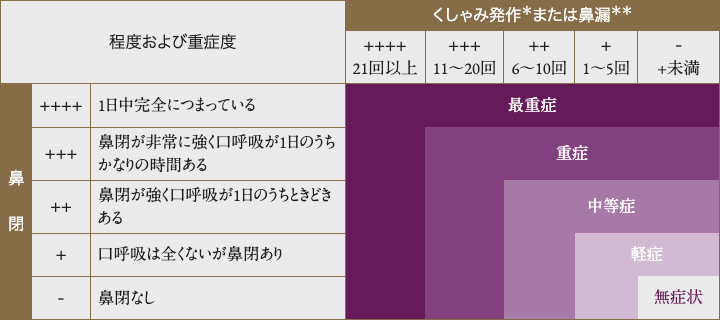 程度および重症度
くしゃみ発作*または鼻漏**
++++ +++ ++ + -
21回以上 11〜20回 6〜10回 1〜5回 +未満
鼻閉
++++ 1日中完全につまっている
最重症
+++ 鼻閉が非常に強く口呼吸が1日のうち
かなりの時間ある
重症
++ 鼻閉が強く口呼吸が1日のうちときどき
ある
中等症
+ 口呼吸は全くないが鼻閉あり
軽症
- 鼻閉なし
無症状